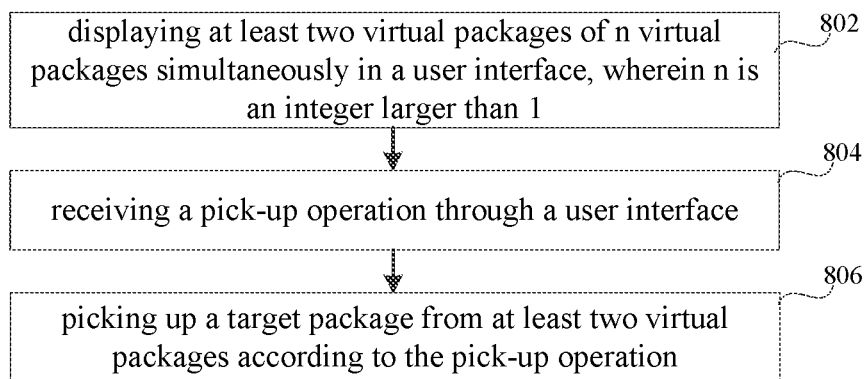 displaying at least two virtual packages of n virtual
packages simultaneously in a user interface, wherein n is
an integer larger than 1
802
receiving a pick-up operation through a user interface
804
picking up a target package from at least two virtual
packages according to the pick-up operation
806